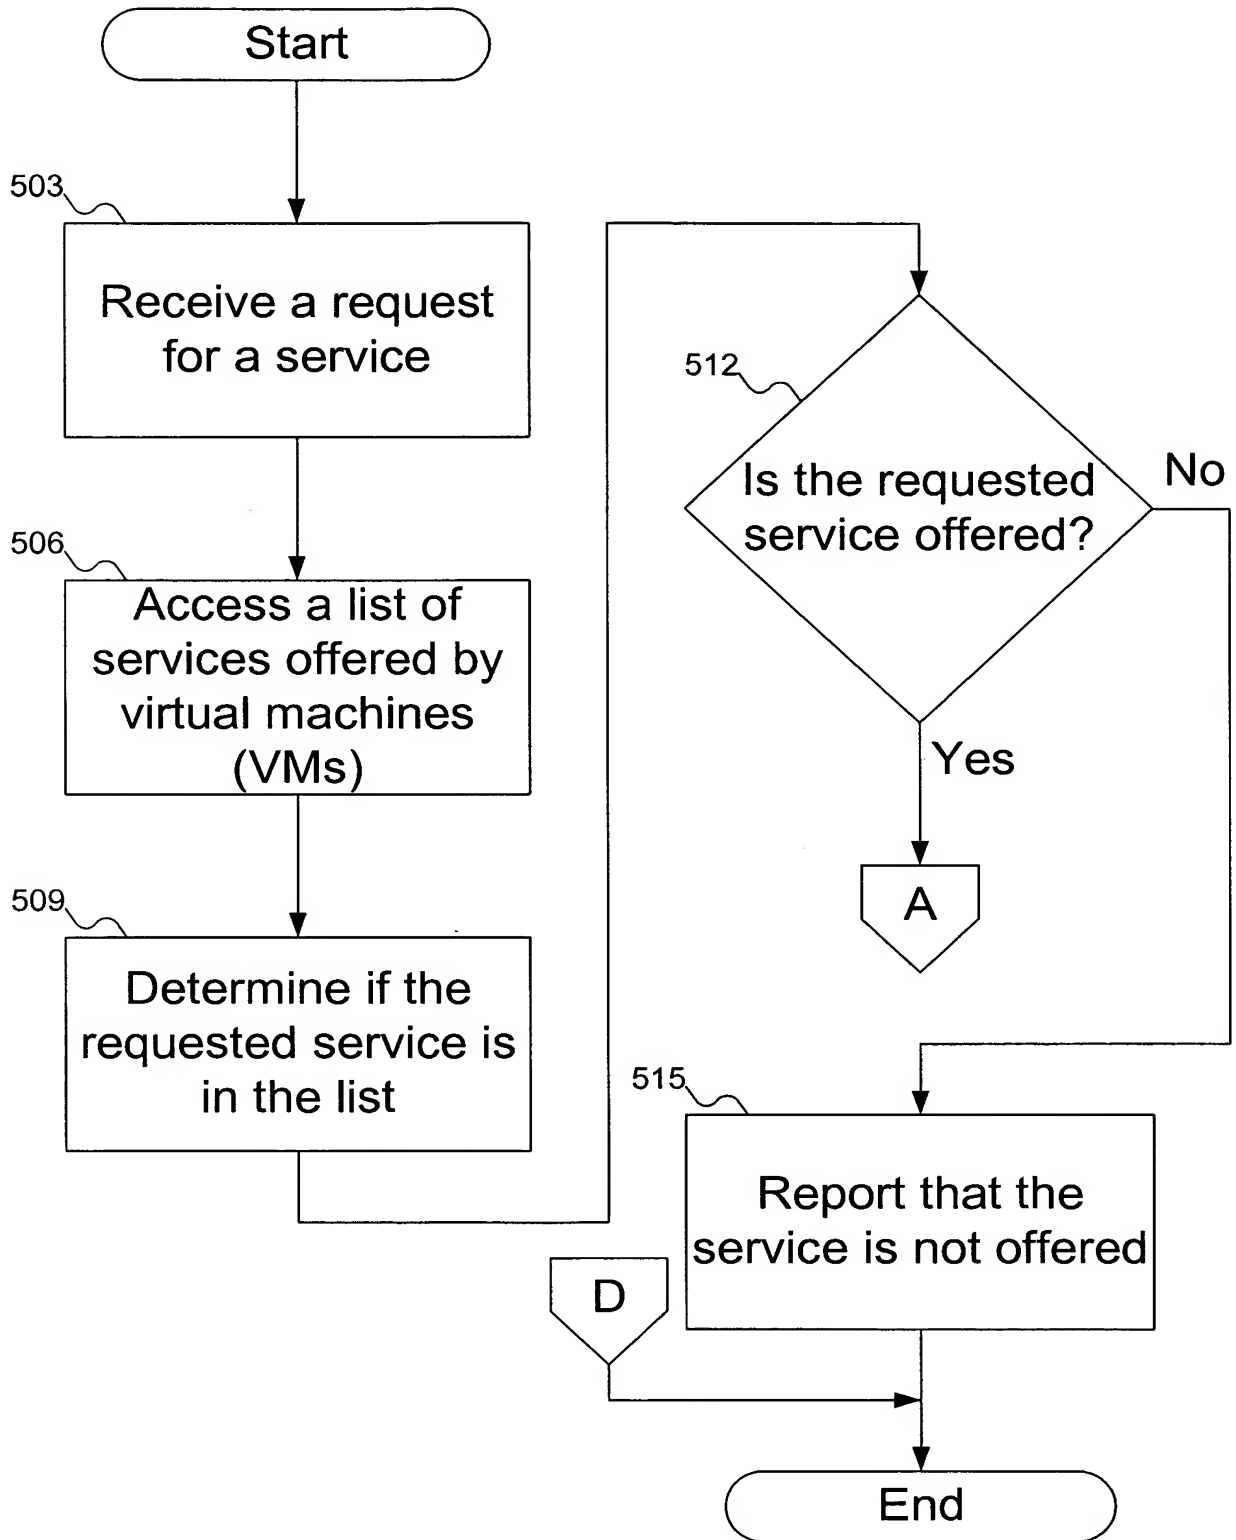 Start
503
Receive a request
for a service
506
Access a list of
services offered by
virtual machines
(VMs)
509
Determine if the
requested service is
in the list
512
Is the requested
service offered?
No
Yes
A
515
Report that the
service is not offered
D
End